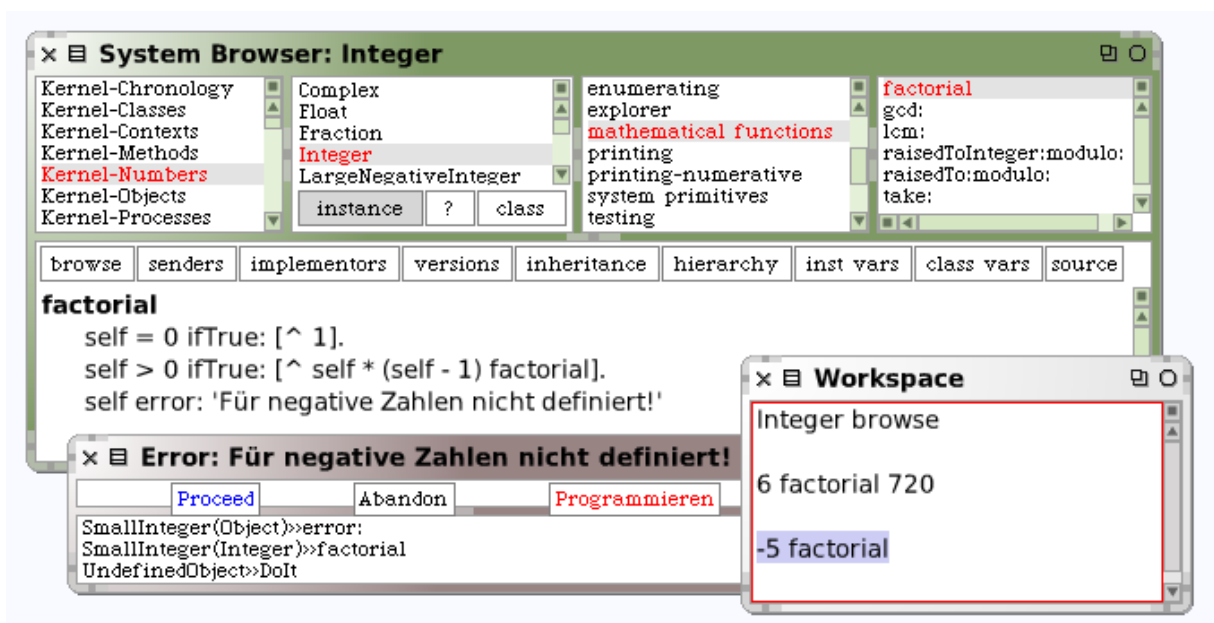 System Browser: Integer
Kernel-Chronology
Kernel-Classes
Kernel-Contexts
Kernel-Methods
Kernel-Numbers
Kernel-Objects
Kernel-Processes
Complex
Float
Fraction
Integer
LargeNegativeInteger
instance ? class
enumerating
explorer
mathematical functions
printing
printing-numerative
system primitives
testing
factorial
gcd:
lcm:
raisedToInteger:modulo:
raisedTo:modulo:
take:
browse senders implementors versions inheritance hierarchy inst vars class vars source
factorial
self = 0 ifTrue: [^ 1].
self > 0 ifTrue: [^ self * (self - 1) factorial].
self error: 'Für negative Zahlen nicht definiert!'
Error: Für negative Zahlen nicht definiert!
Proceed Abandon Programmieren
SmallInteger(Object)>>error:
SmallInteger(Integer)>>factorial
UndefinedObject>>DoIt
Workspace
Integer browse
6 factorial 720
-5 factorial